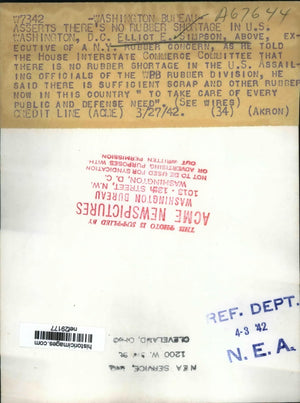 W7342 -WASHINGTON BUREAU A67644
ASSERTS THERE'S NO RUBBER SHORTAGE IN U.S.
WASHINGTON, D.C. ELLIOT E. SIMPSON, ABOVE, EX-
ECUTIVE OF A N.Y. RUBBER CONCERN, AS HE TOLD
THE HOUSE INTERSTATE COMMERCE COMMITTEE THAT
THERE IS NO RUBBER SHORTAGE IN THE U.S. ASSAIL-
ING OFFICIALS OF THE WPB RUBBER DIVISION, HE
SAID THERE IS SUFFICIENT SCRAP AND OTHER RUBBER
NOW IN THIS COUNTRY " TO TAKE CARE OF EVERY
PUBLIC AND DEFENSE NEED". (SEE WIRES)
CREDIT LINE (ACME) 3/27/42. (34) (AKRON)
THIS PHOTO IS SUPPLIED BY
ACME NEWSPICTURES
WASHINGTON BUREAU
1013 - 13th STREET, N.W.
WASHINGTON, D. C.
NOT TO BE USED FOR SYNDICATION
OR ADVERTISING PURPOSES WITH
OUT WRITTEN PERMISSION
REF. DEPT.
4-3 42
N. E. A.
historicimages.com
nef29177
NEA SERVICE, INC.
1200 W. 3rd St.
CLEVELAND, OHIO